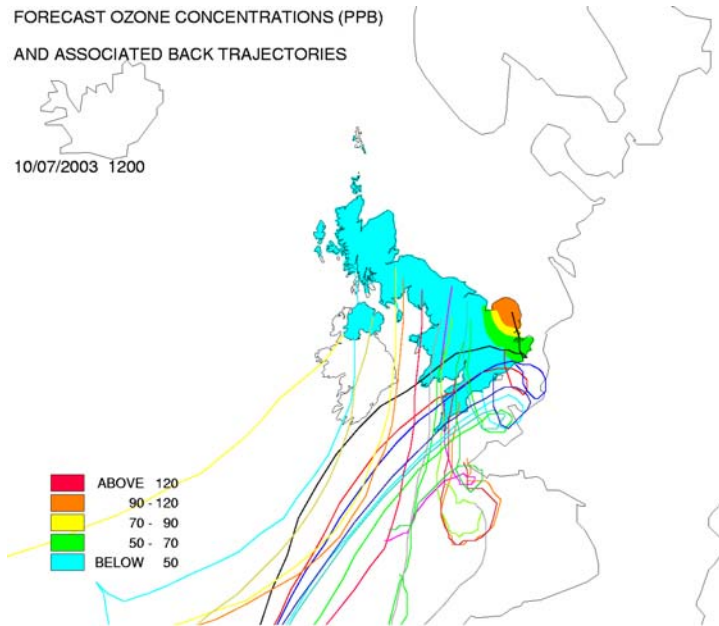 FORECAST OZONE CONCENTRATIONS (PPB)
AND ASSOCIATED BACK TRAJECTORIES
10/07/2003 1200
ABOVE 120
90 - 120
70 - 90
50 - 70
BELOW 50